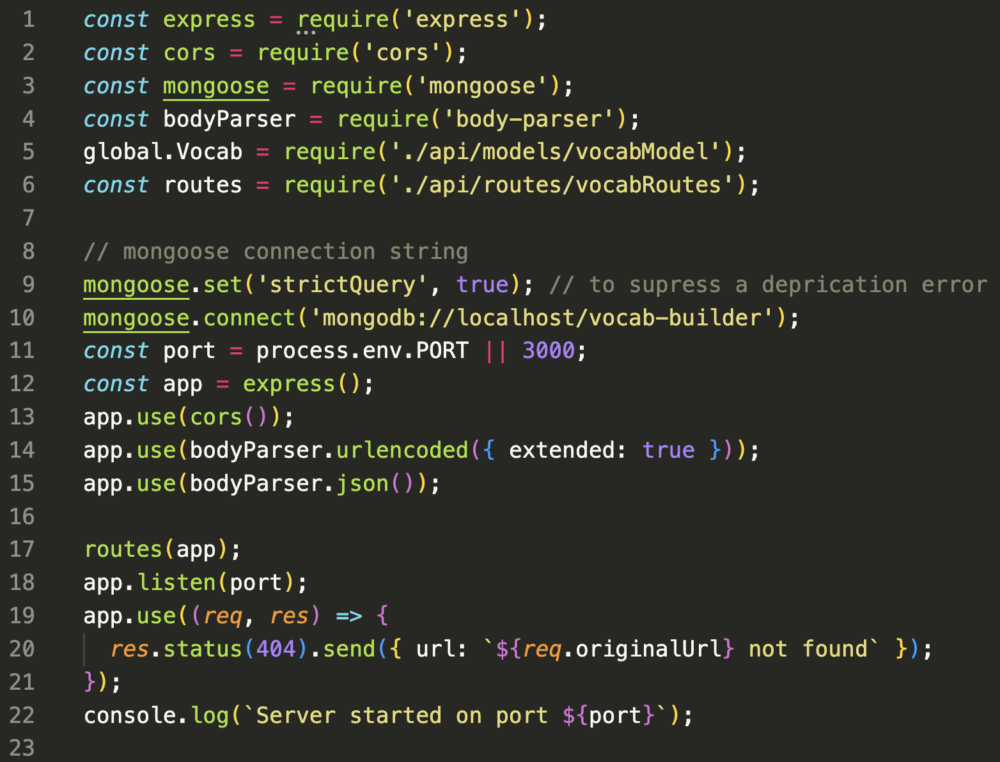 1 const express = require('express');
2 const cors = require('cors');
3 const mongoose = require('mongoose');
4 const bodyParser = require('body-parser');
5 global.Vocab = require('./api/models/vocabModel');
6 const routes = require('./api/routes/vocabRoutes');
7
8 // mongoose connection string
9 mongoose.set('strictQuery', true); // to supress a deprication error
10 mongoose.connect('mongodb://localhost/vocab-builder');
11 const port = process.env.PORT || 3000;
12 const app = express();
13 app.use(cors());
14 app.use(bodyParser.urlencoded({ extended: true }));
15 app.use(bodyParser.json());
16
17 routes(app);
18 app.listen(port);
19 app.use((req, res) => {
20   res.status(404).send({ url: `${req.originalUrl} not found` });
21 });
22 console.log(`Server started on port ${port}`);
23